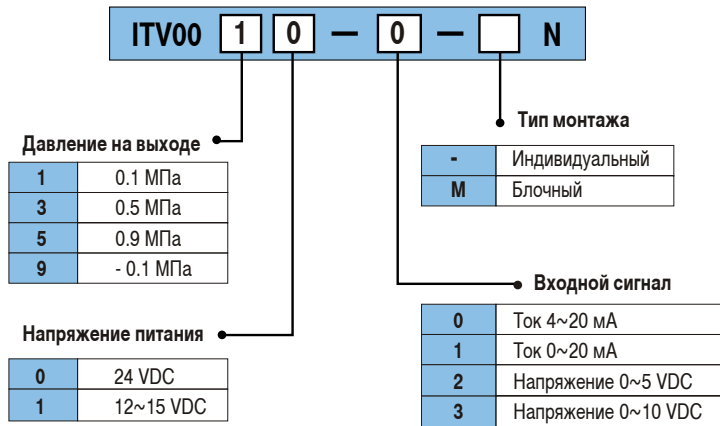 ITV00 1 0 – 0 – N
Тип монтажа
- Индивидуальный
M Блочный
Давление на выходе
1 0.1 МПа
3 0.5 МПа
5 0.9 МПа
9 - 0.1 МПа
Входной сигнал
0 Ток 4~20 мА
1 Ток 0~20 мА
2 Напряжение 0~5 VDC
3 Напряжение 0~10 VDC
Напряжение питания
0 24 VDC
1 12~15 VDC